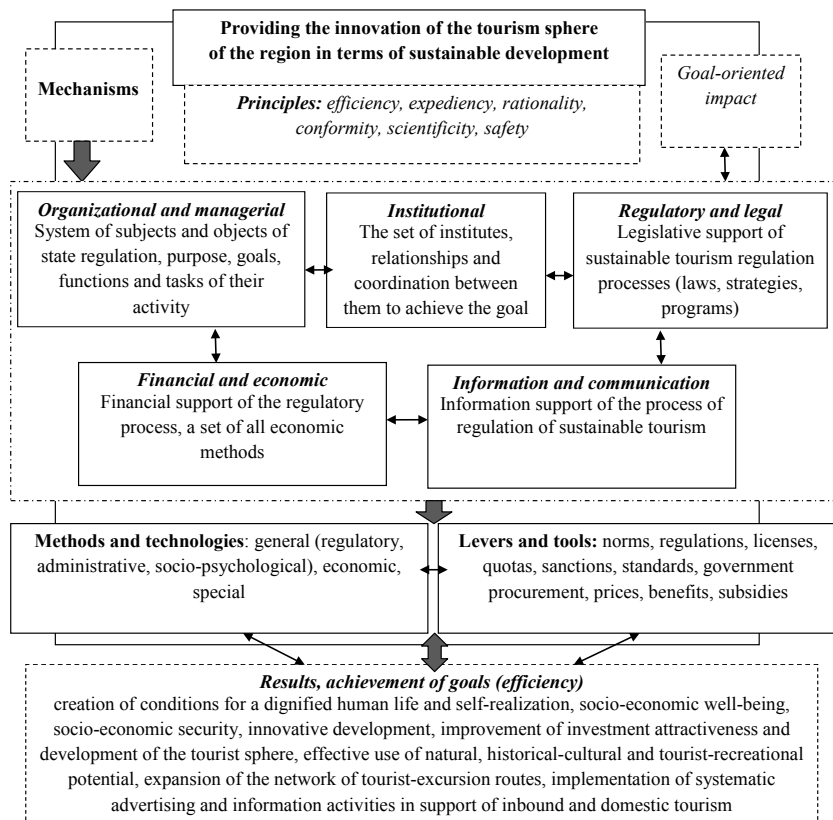 Providing the innovation of the tourism sphere
of the region in terms of sustainable development
Mechanisms
Principles: efficiency, expediency, rationality,
conformity, scientificity, safety
Goal-oriented
impact
Organizational and managerial
System of subjects and objects of
state regulation, purpose, goals,
functions and tasks of their
activity
Institutional
The set of institutes,
relationships and
coordination between
them to achieve the goal
Regulatory and legal
Legislative support of
sustainable tourism regulation
processes (laws, strategies,
programs)
Financial and economic
Financial support of the regulatory
process, a set of all economic
methods
Information and communication
Information support of the process of
regulation of sustainable tourism
Methods and technologies: general (regulatory,
administrative, socio-psychological), economic,
special
Levers and tools: norms, regulations, licenses,
quotas, sanctions, standards, government
procurement, prices, benefits, subsidies
Results, achievement of goals (efficiency)
creation of conditions for a dignified human life and self-realization, socio-economic well-being,
socio-economic security, innovative development, improvement of investment attractiveness and
development of the tourist sphere, effective use of natural, historical-cultural and tourist-recreational
potential, expansion of the network of tourist-excursion routes, implementation of systematic
advertising and information activities in support of inbound and domestic tourism